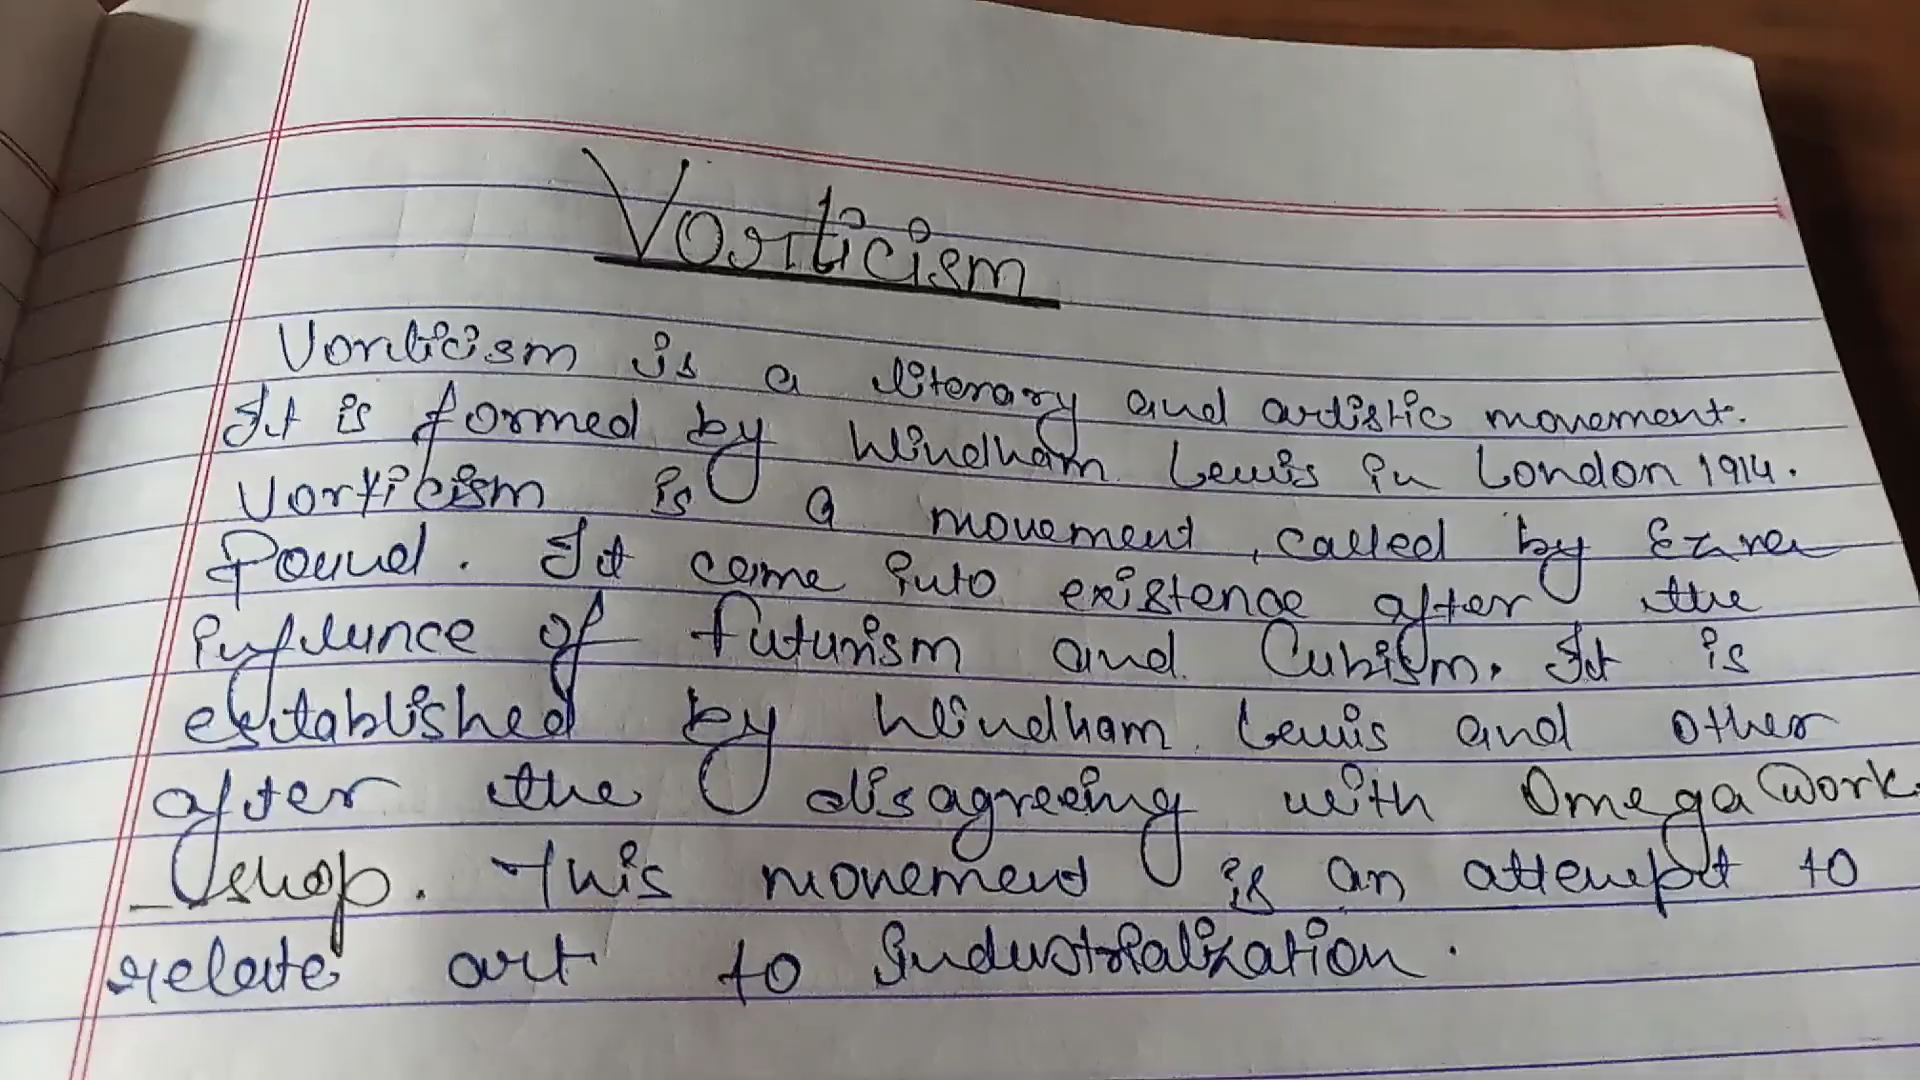 Vorticism
Vorticism is a literary and artistic movement.
It is formed by Windham Lewis in London 1914.
Vorticism is a movement, called by Ezra
Pound. It came into existence after the
influence of futurism and Cubism. It is
established by Windham Lewis and other
after the disagreeing with Omega Work-
shop. This movement is an attempt to
relate art to Industrialization.